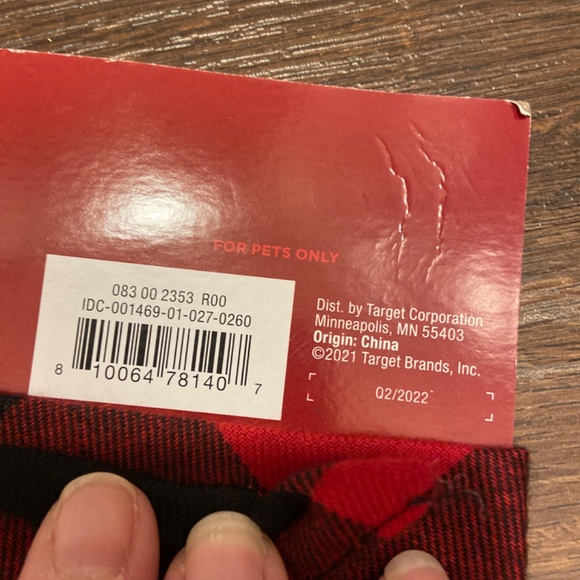 FOR PETS ONLY
083 00 2353 R00
IDC-001469-01-027-0260
8 10064 78140 7
Dist. by Target Corporation
Minneapolis, MN 55403
Origin: China
©2021 Target Brands, Inc.
Q2/2022